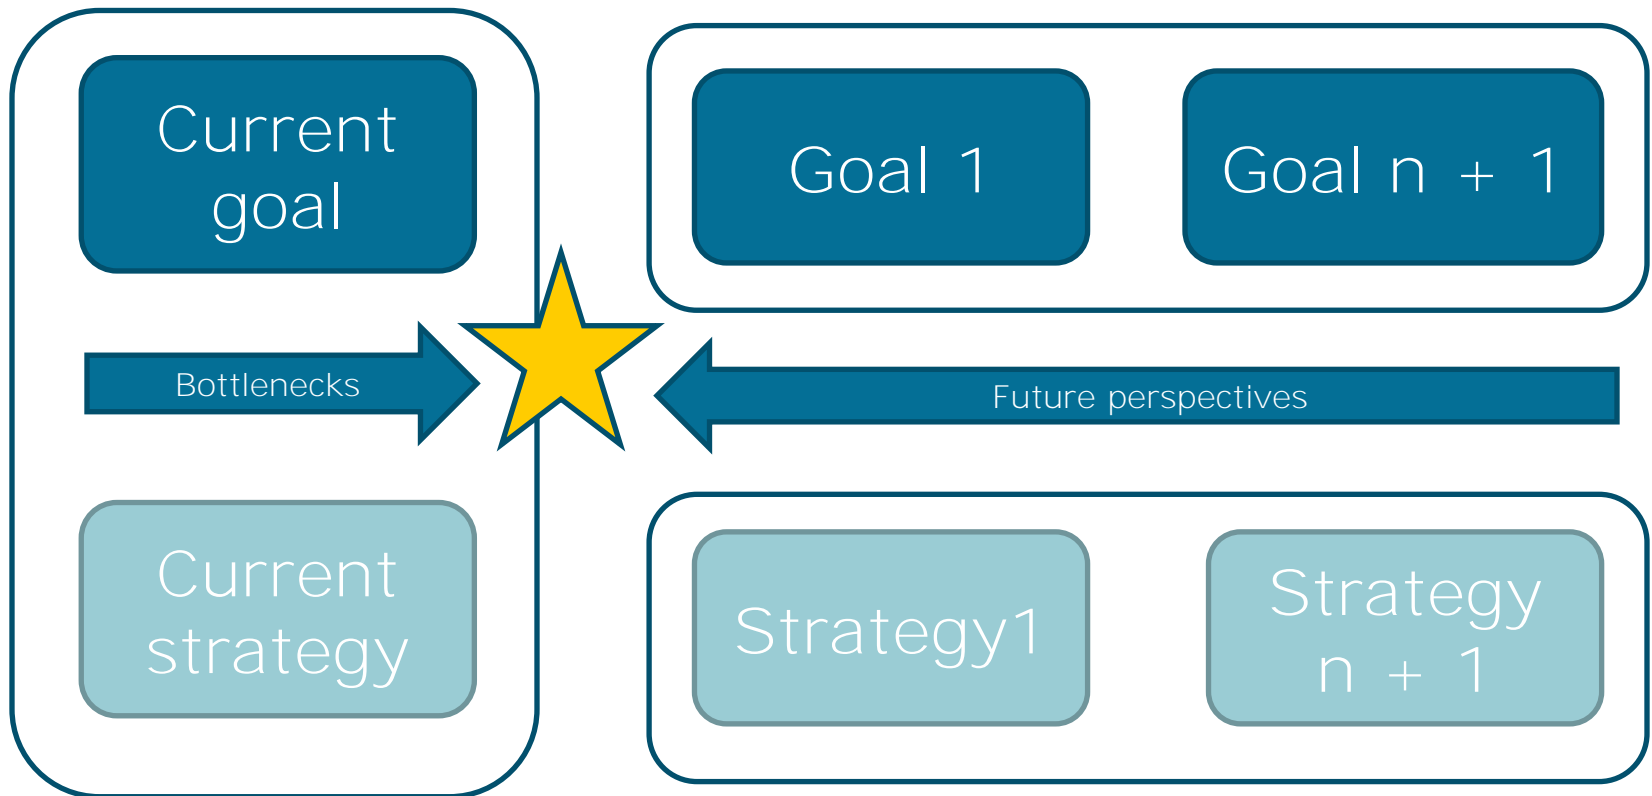 Current
goal
Goal 1
Goal n + 1
Bottlenecks
Future perspectives
Current
strategy
Strategy1
Strategy
n + 1